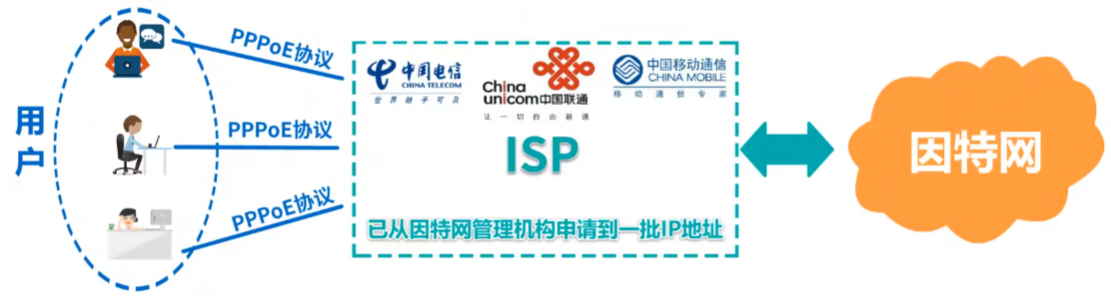 用户
PPPoE协议
PPPoE协议
PPPoE协议
中国电信
CHINA TELECOM
世界触手可及
China
unicom中国联通
让一切自由联通
中国移动通信
CHINA MOBILE
移动通信专家
ISP
已从因特网管理机构申请到一批IP地址
因特网